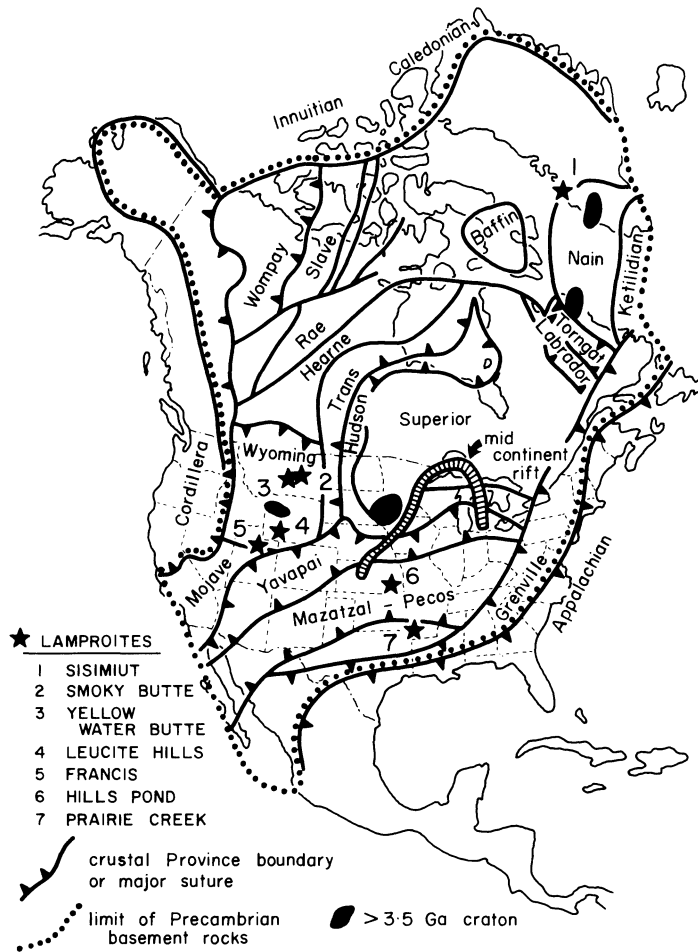 Caledonian
Innuitian
1
Baffin
Wompay
Slave
Nain
Ketilidian
Rae
Hearne
Torngat
Labrador
Trans
Hudson
Superior
mid
continent
rift
Cordillera
Wyoming
3
2
5
4
Mojave
Yavapai
6
Mazatzal - Pecos
Grenville
Appalachian
7
LAMPROITES
1 SISIMIUT
2 SMOKY BUTTE
3 YELLOW
WATER BUTTE
4 LEUCITE HILLS
5 FRANCIS
6 HILLS POND
7 PRAIRIE CREEK
crustal Province boundary
or major suture
limit of Precambrian
basement rocks
>3·5 Ga craton